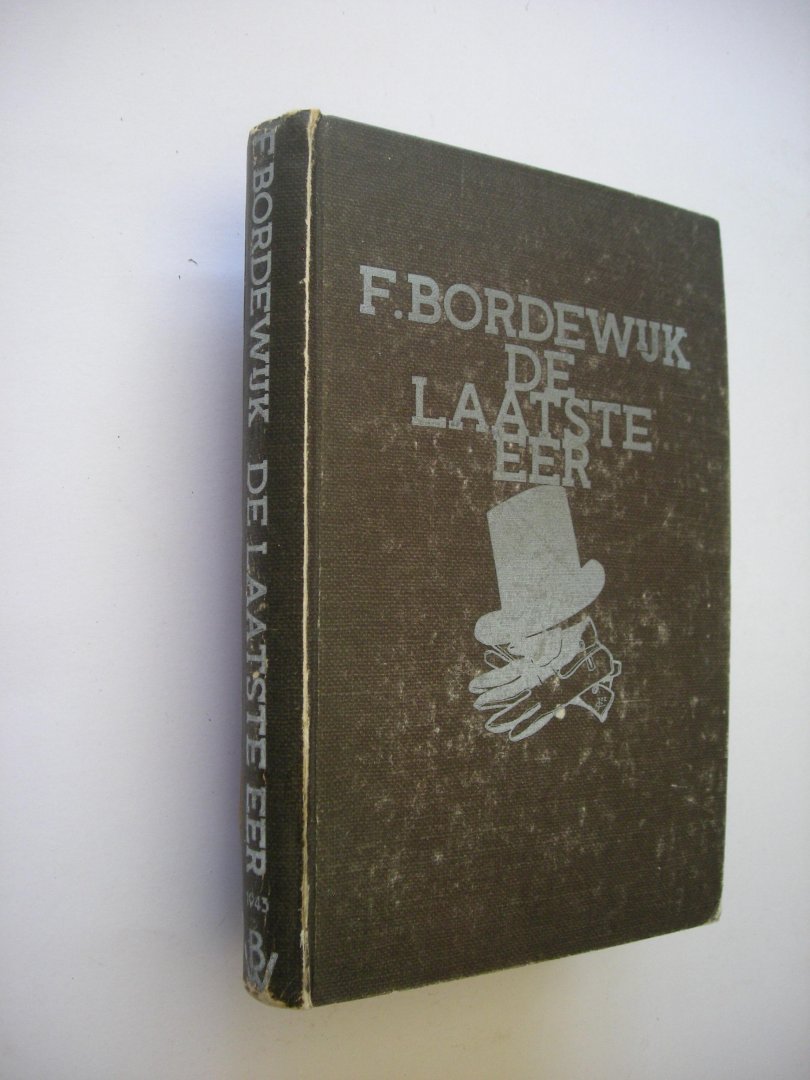 F. BORDEWIJK
DE
LAATSTE
EER
F. BORDEWIJK DE LAATSTE EER
1943